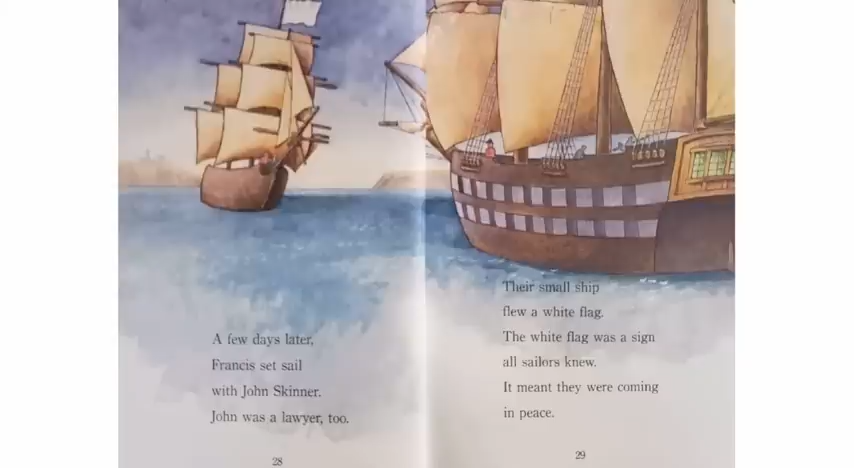 A few days later,
Francis set sail
with John Skinner.
John was a lawyer, too.
28
Their small ship
flew a white flag.
The white flag was a sign
all sailors knew.
It meant they were coming
in peace.
29